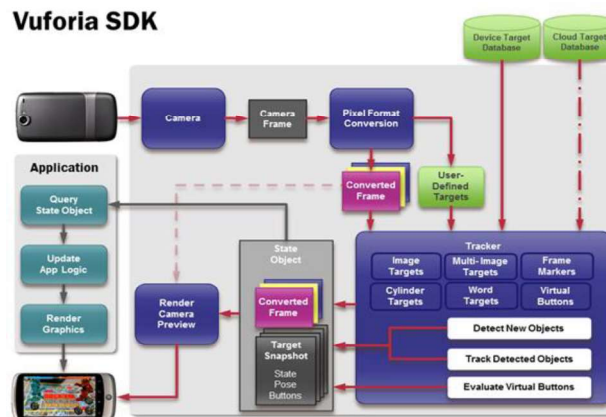 Vuforia SDK
Device Target
Database
Cloud Target
Database
Camera
Camera
Frame
Pixel Format
Conversion
Application
Query
State Object
Update
App Logic
Render
Graphics
Converted
Frame
User-
Defined
Targets
State
Object
Converted
Frame
Target
Snapshot
State
Pose
Buttons
Render
Camera
Preview
Tracker
Image
Targets
Multi-Image
Targets
Frame
Markers
Cylinder
Targets
Word
Targets
Virtual
Buttons
Detect New Objects
Track Detected Objects
Evaluate Virtual Buttons